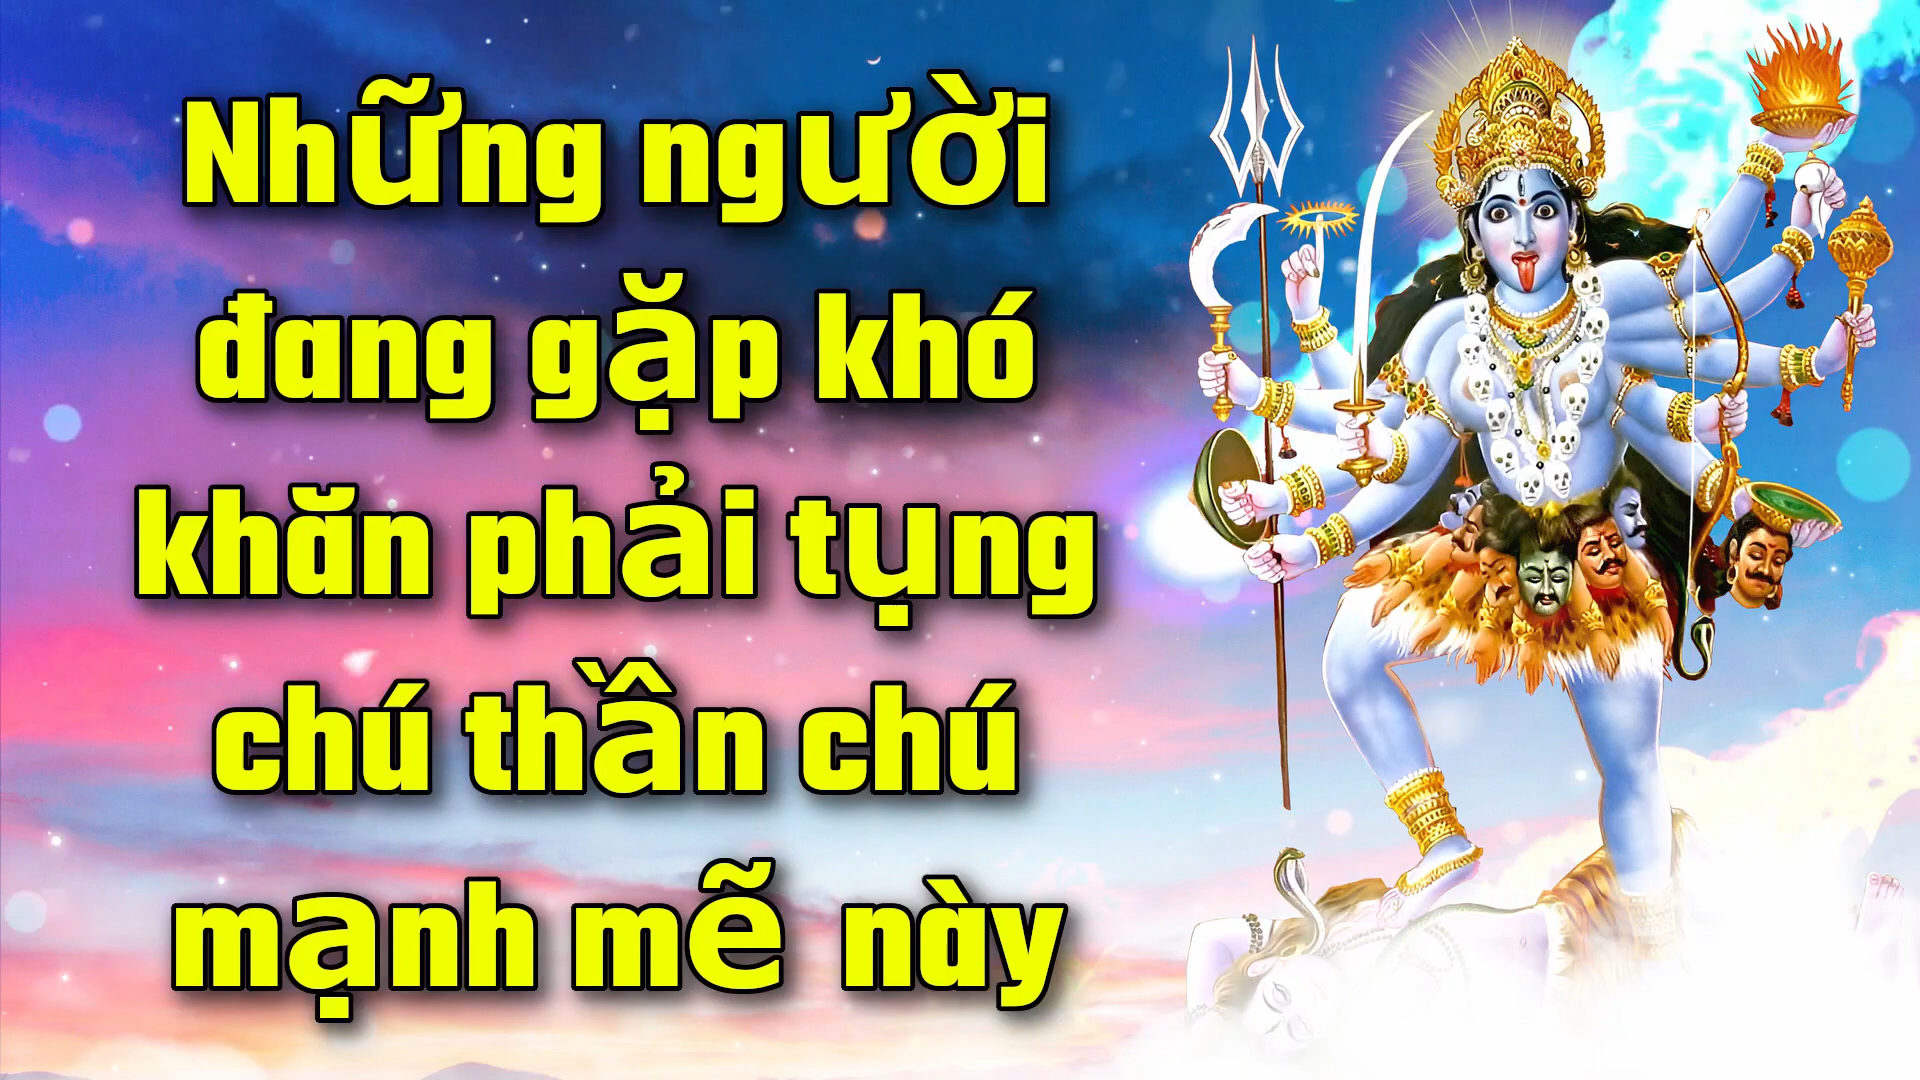 Những người
đang gặp khó
khăn phải tụng
chú thần chú
mạnh mẽ này